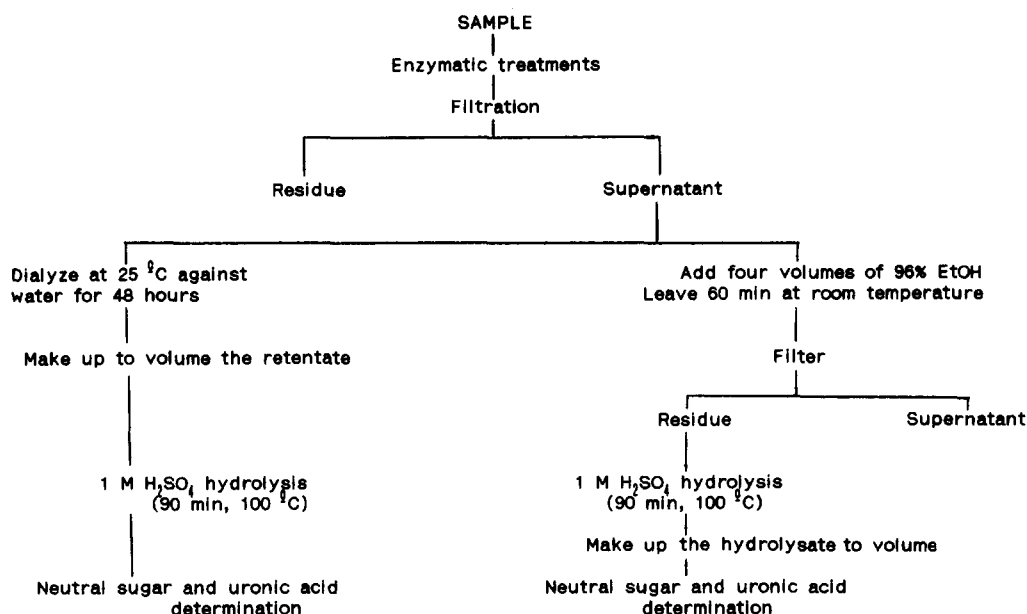 SAMPLE
Enzymatic treatments
Filtration
Residue
Supernatant
Dialyze at 25 ºC against
water for 48 hours
Make up to volume the retentate
1 M H₂SO₄ hydrolysis
(90 min, 100 ºC)
Neutral sugar and uronic acid
determination
Add four volumes of 96% EtOH
Leave 60 min at room temperature
Filter
Residue
Supernatant
1 M H₂SO₄ hydrolysis
(90 min, 100 ºC)
Make up the hydrolysate to volume
Neutral sugar and uronic acid
determination